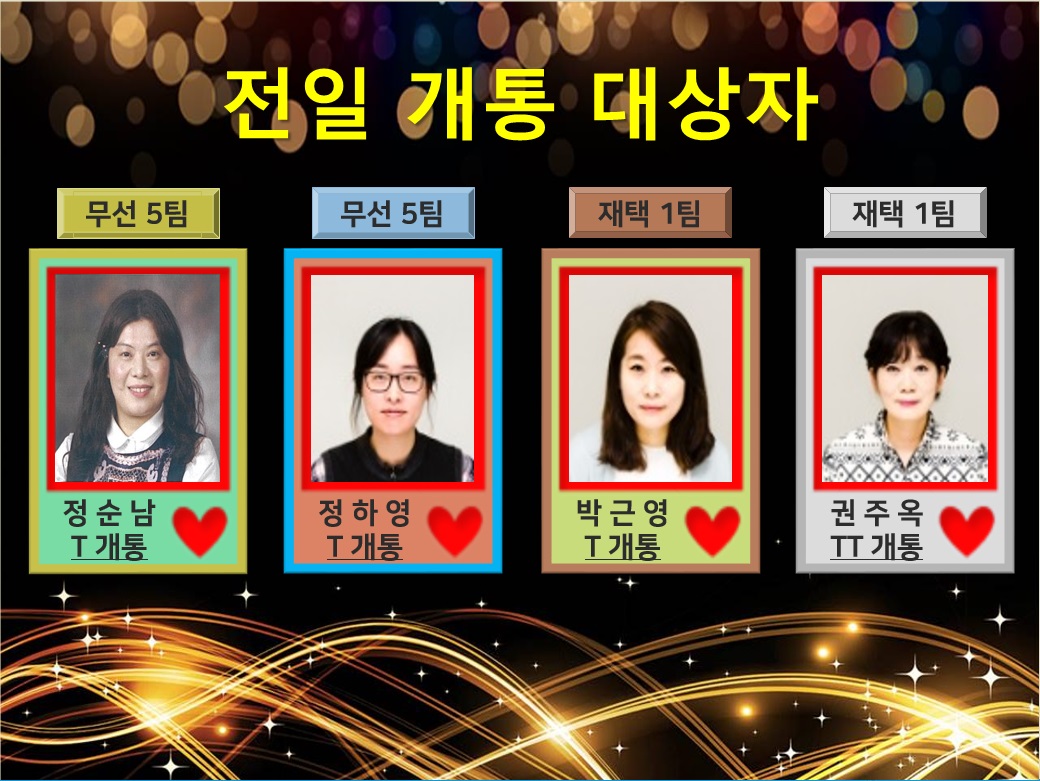 전일 개통 대상자
무선 5팀
무선 5팀
재택 1팀
재택 1팀
정 순 남
T 개통
정 하 영
T 개통
박 근 영
T 개통
권 주 옥
TT 개통